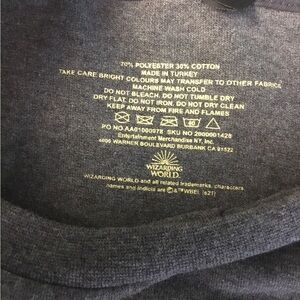 70% POLYESTER 30% COTTON
MADE IN TURKEY
TAKE CARE BRIGHT COLOURS MAY TRANSFER TO OTHER FABRICS
MACHINE WASH COLD
DO NOT BLEACH. DO NOT TUMBLE DRY
DRY FLAT. DO NOT IRON. DO NOT DRY CLEAN
KEEP AWAY FROM FIRE AND FLAMES
PO NO.AA01000978 SKU NO 2600001428
Entertainment Merchandise NY, Inc.
4000 WARNER BOULEVARD BURBANK CA 91522
WIZARDING
WORLD
WIZARDING WORLD and all related trademarks, characters,
names and indicia are © & ™ WBEI. (s21)